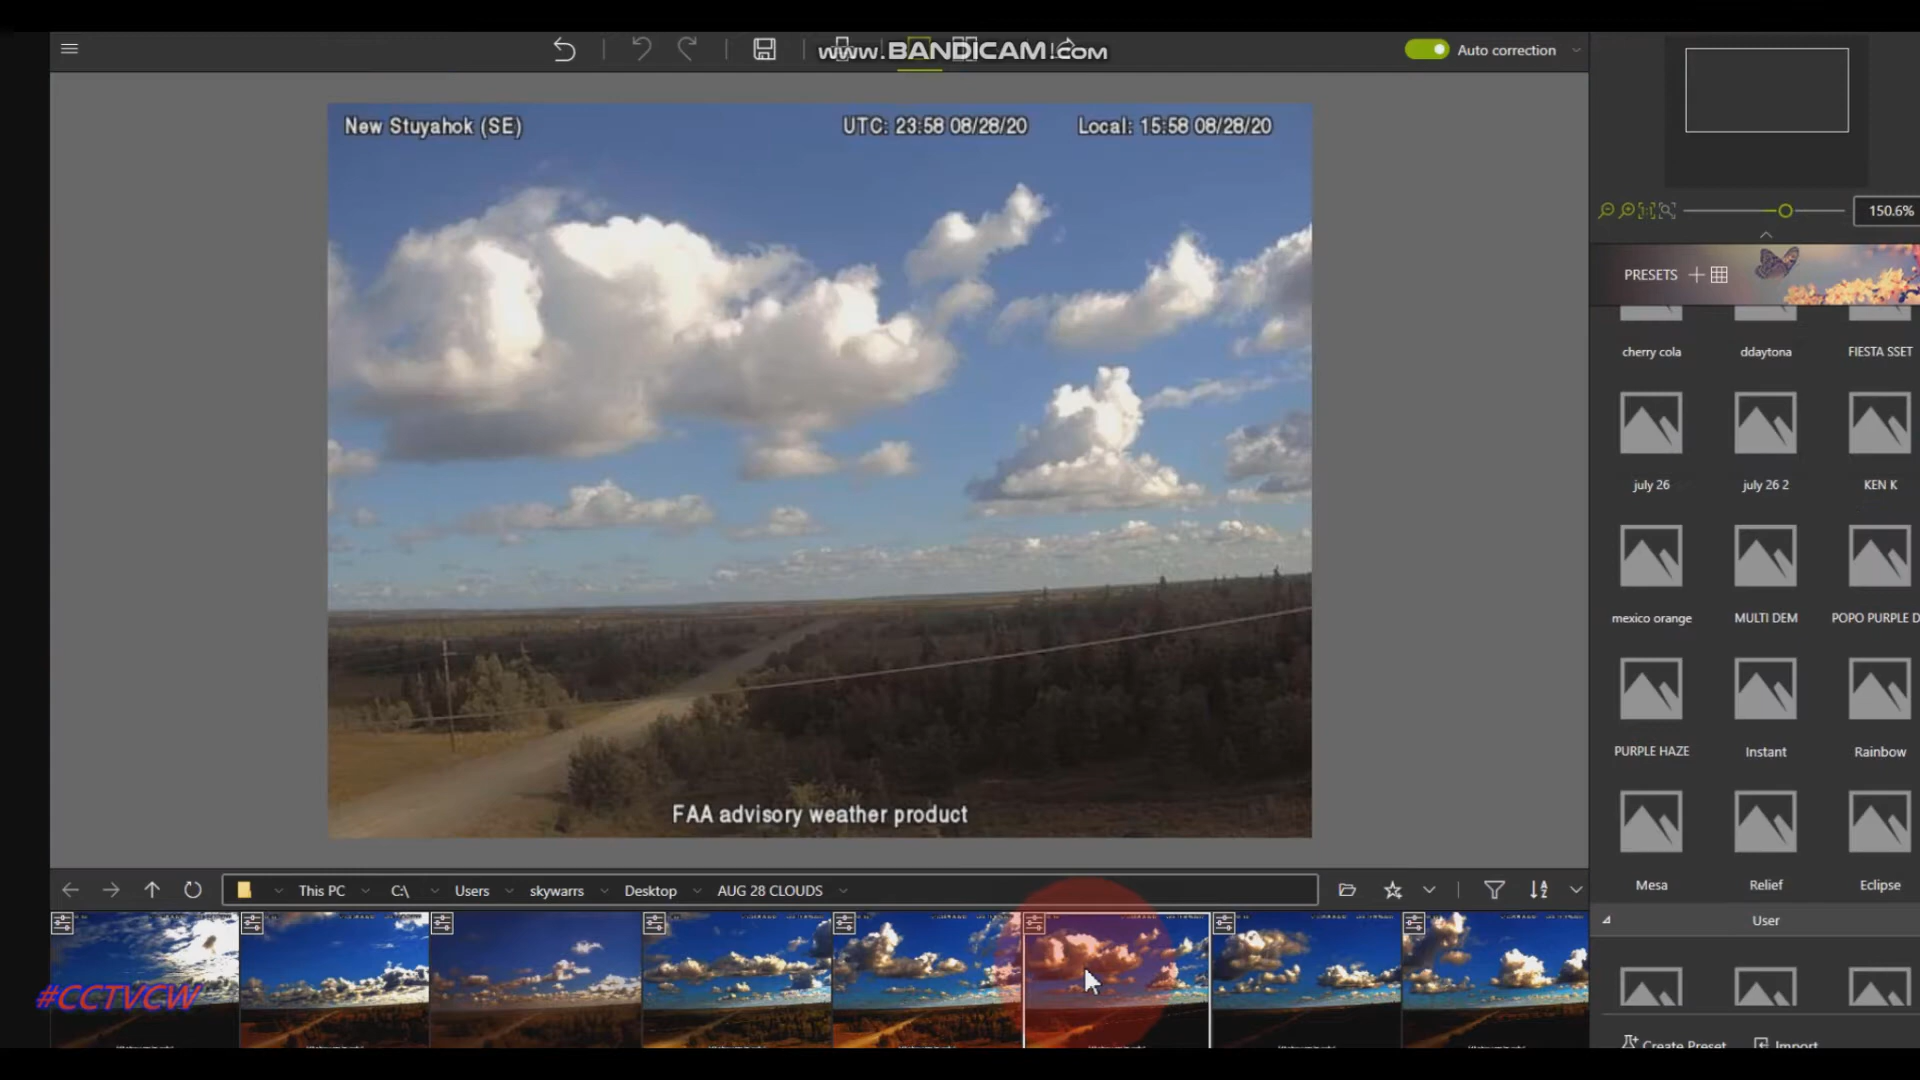 www.BANDICAM.com
Auto correction
New Stuyahok (SE)
UTC: 23:58 08/28/20
Local: 15:58 08/28/20
FAA advisory weather product
150.6%
PRESETS
cherry cola
ddaytona
FIESTA SSET
july 26
july 26 2
KEN K
mexico orange
MULTI DEM
POPO PURPLE D
PURPLE HAZE
Instant
Rainbow
Mesa
Relief
Eclipse
User
Create Preset
Import
This PC
C:\
Users
skywarrs
Desktop
AUG 28 CLOUDS
#CCTVCW